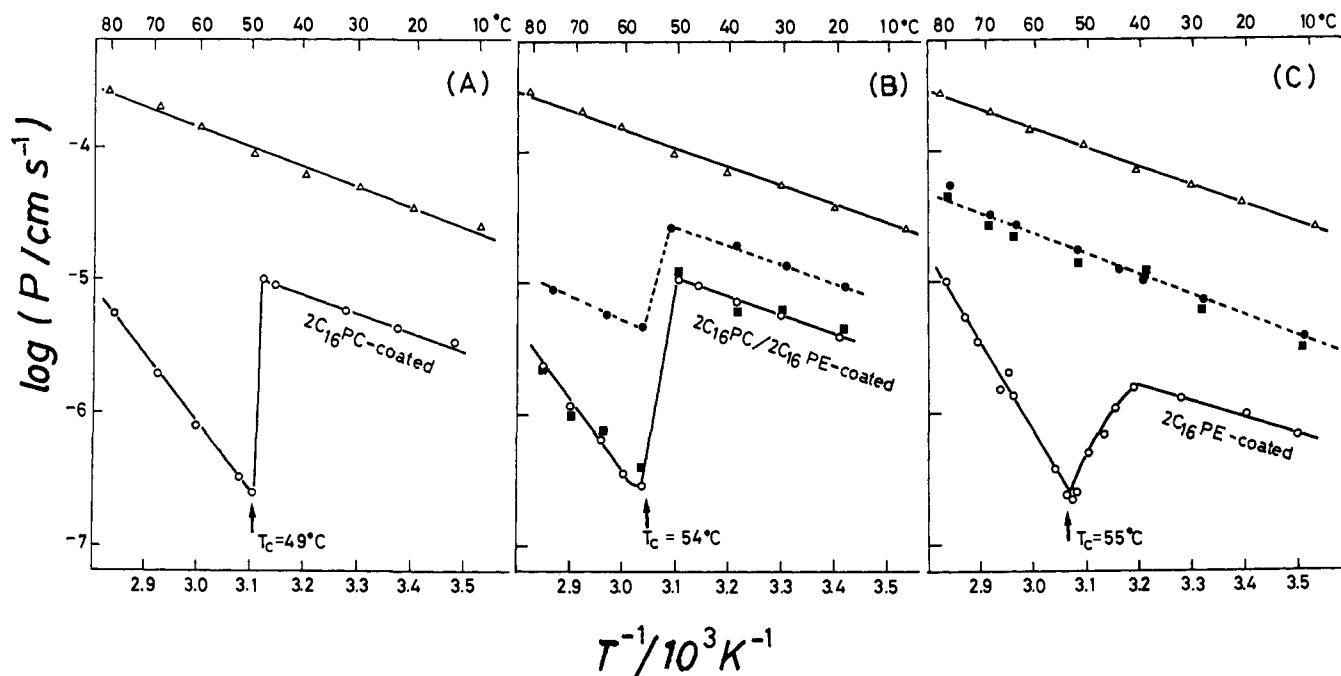 80 70 60 50 40 30 20 10 °C
80 70 60 50 40 30 20 °C
80 70 60 50 40 30 20 10 °C
(A)
(B)
(C)
log (P/cm s⁻¹)
-4
-5
-6
-7
2C₁₆PC-coated
2C₁₆PC/2C₁₆PE-coated
2C₁₆PE-coated
Tc=49°C
Tc=54°C
Tc=55°C
2.9 3.0 3.1 3.2 3.3 3.4 3.5
2.9 3.0 3.1 3.2 3.3 3.4 3.5
2.9 3.0 3.1 3.2 3.3 3.4 3.5
T⁻¹/10³K⁻¹